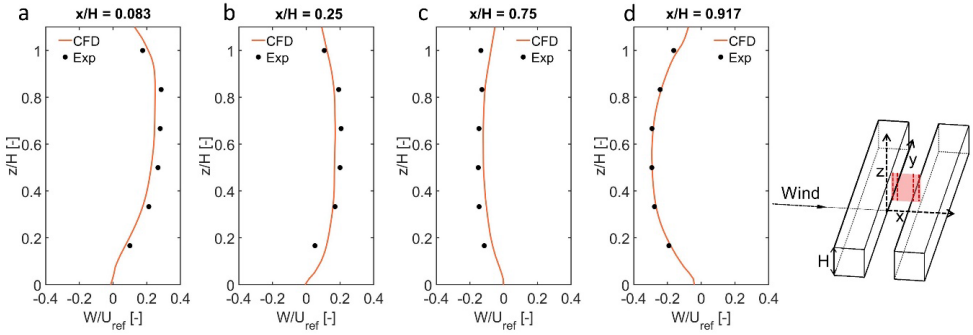 a x/H = 0.083
1
0.8
0.6
0.4
0.2
0
z/H [-]
CFD
Exp
-0.4 -0.2 0 0.2 0.4
W/Uref [-]
b x/H = 0.25
1
0.8
0.6
0.4
0.2
0
z/H [-]
CFD
Exp
-0.4 -0.2 0 0.2 0.4
W/Uref [-]
c x/H = 0.75
1
0.8
0.6
0.4
0.2
0
z/H [-]
CFD
Exp
-0.4 -0.2 0 0.2 0.4
W/Uref [-]
d x/H = 0.917
1
0.8
0.6
0.4
0.2
0
z/H [-]
CFD
Exp
-0.4 -0.2 0 0.2 0.4
W/Uref [-]
y
z
Wind
x
H